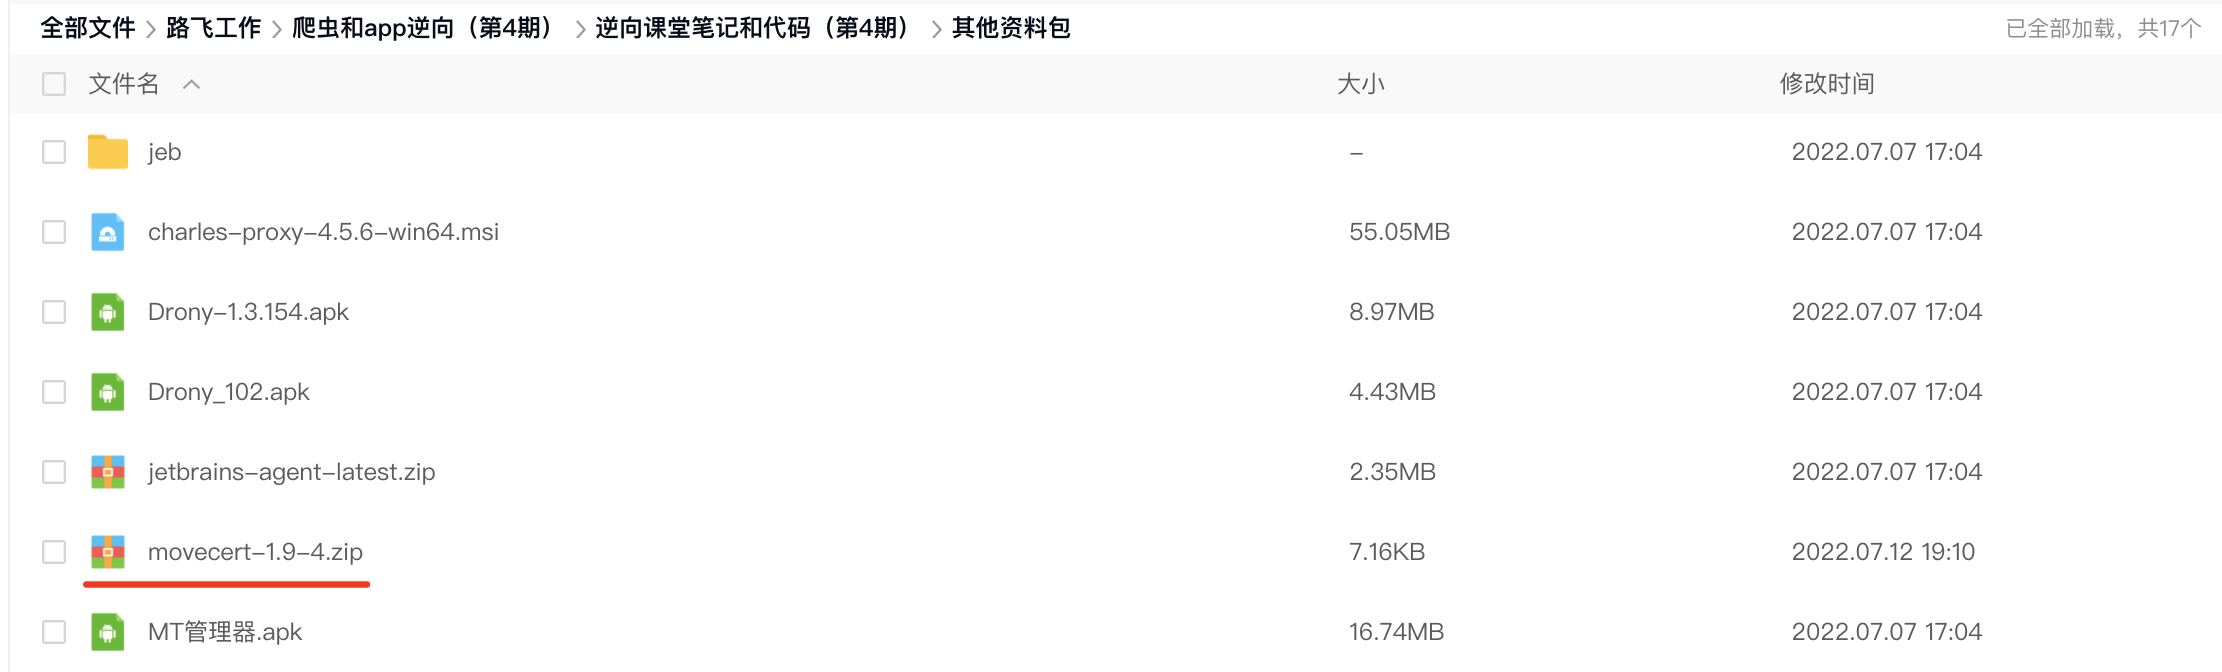 全部文件 > 路飞工作 > 爬虫和app逆向（第4期） > 逆向课堂笔记和代码（第4期） > 其他资料包 已全部加载，共17个
文件名 大小 修改时间
jeb – 2022.07.07 17:04
charles-proxy-4.5.6-win64.msi 55.05MB 2022.07.07 17:04
Drony-1.3.154.apk 8.97MB 2022.07.07 17:04
Drony_102.apk 4.43MB 2022.07.07 17:04
jetbrains-agent-latest.zip 2.35MB 2022.07.07 17:04
movecert-1.9-4.zip 7.16KB 2022.07.12 19:10
MT管理器.apk 16.74MB 2022.07.07 17:04